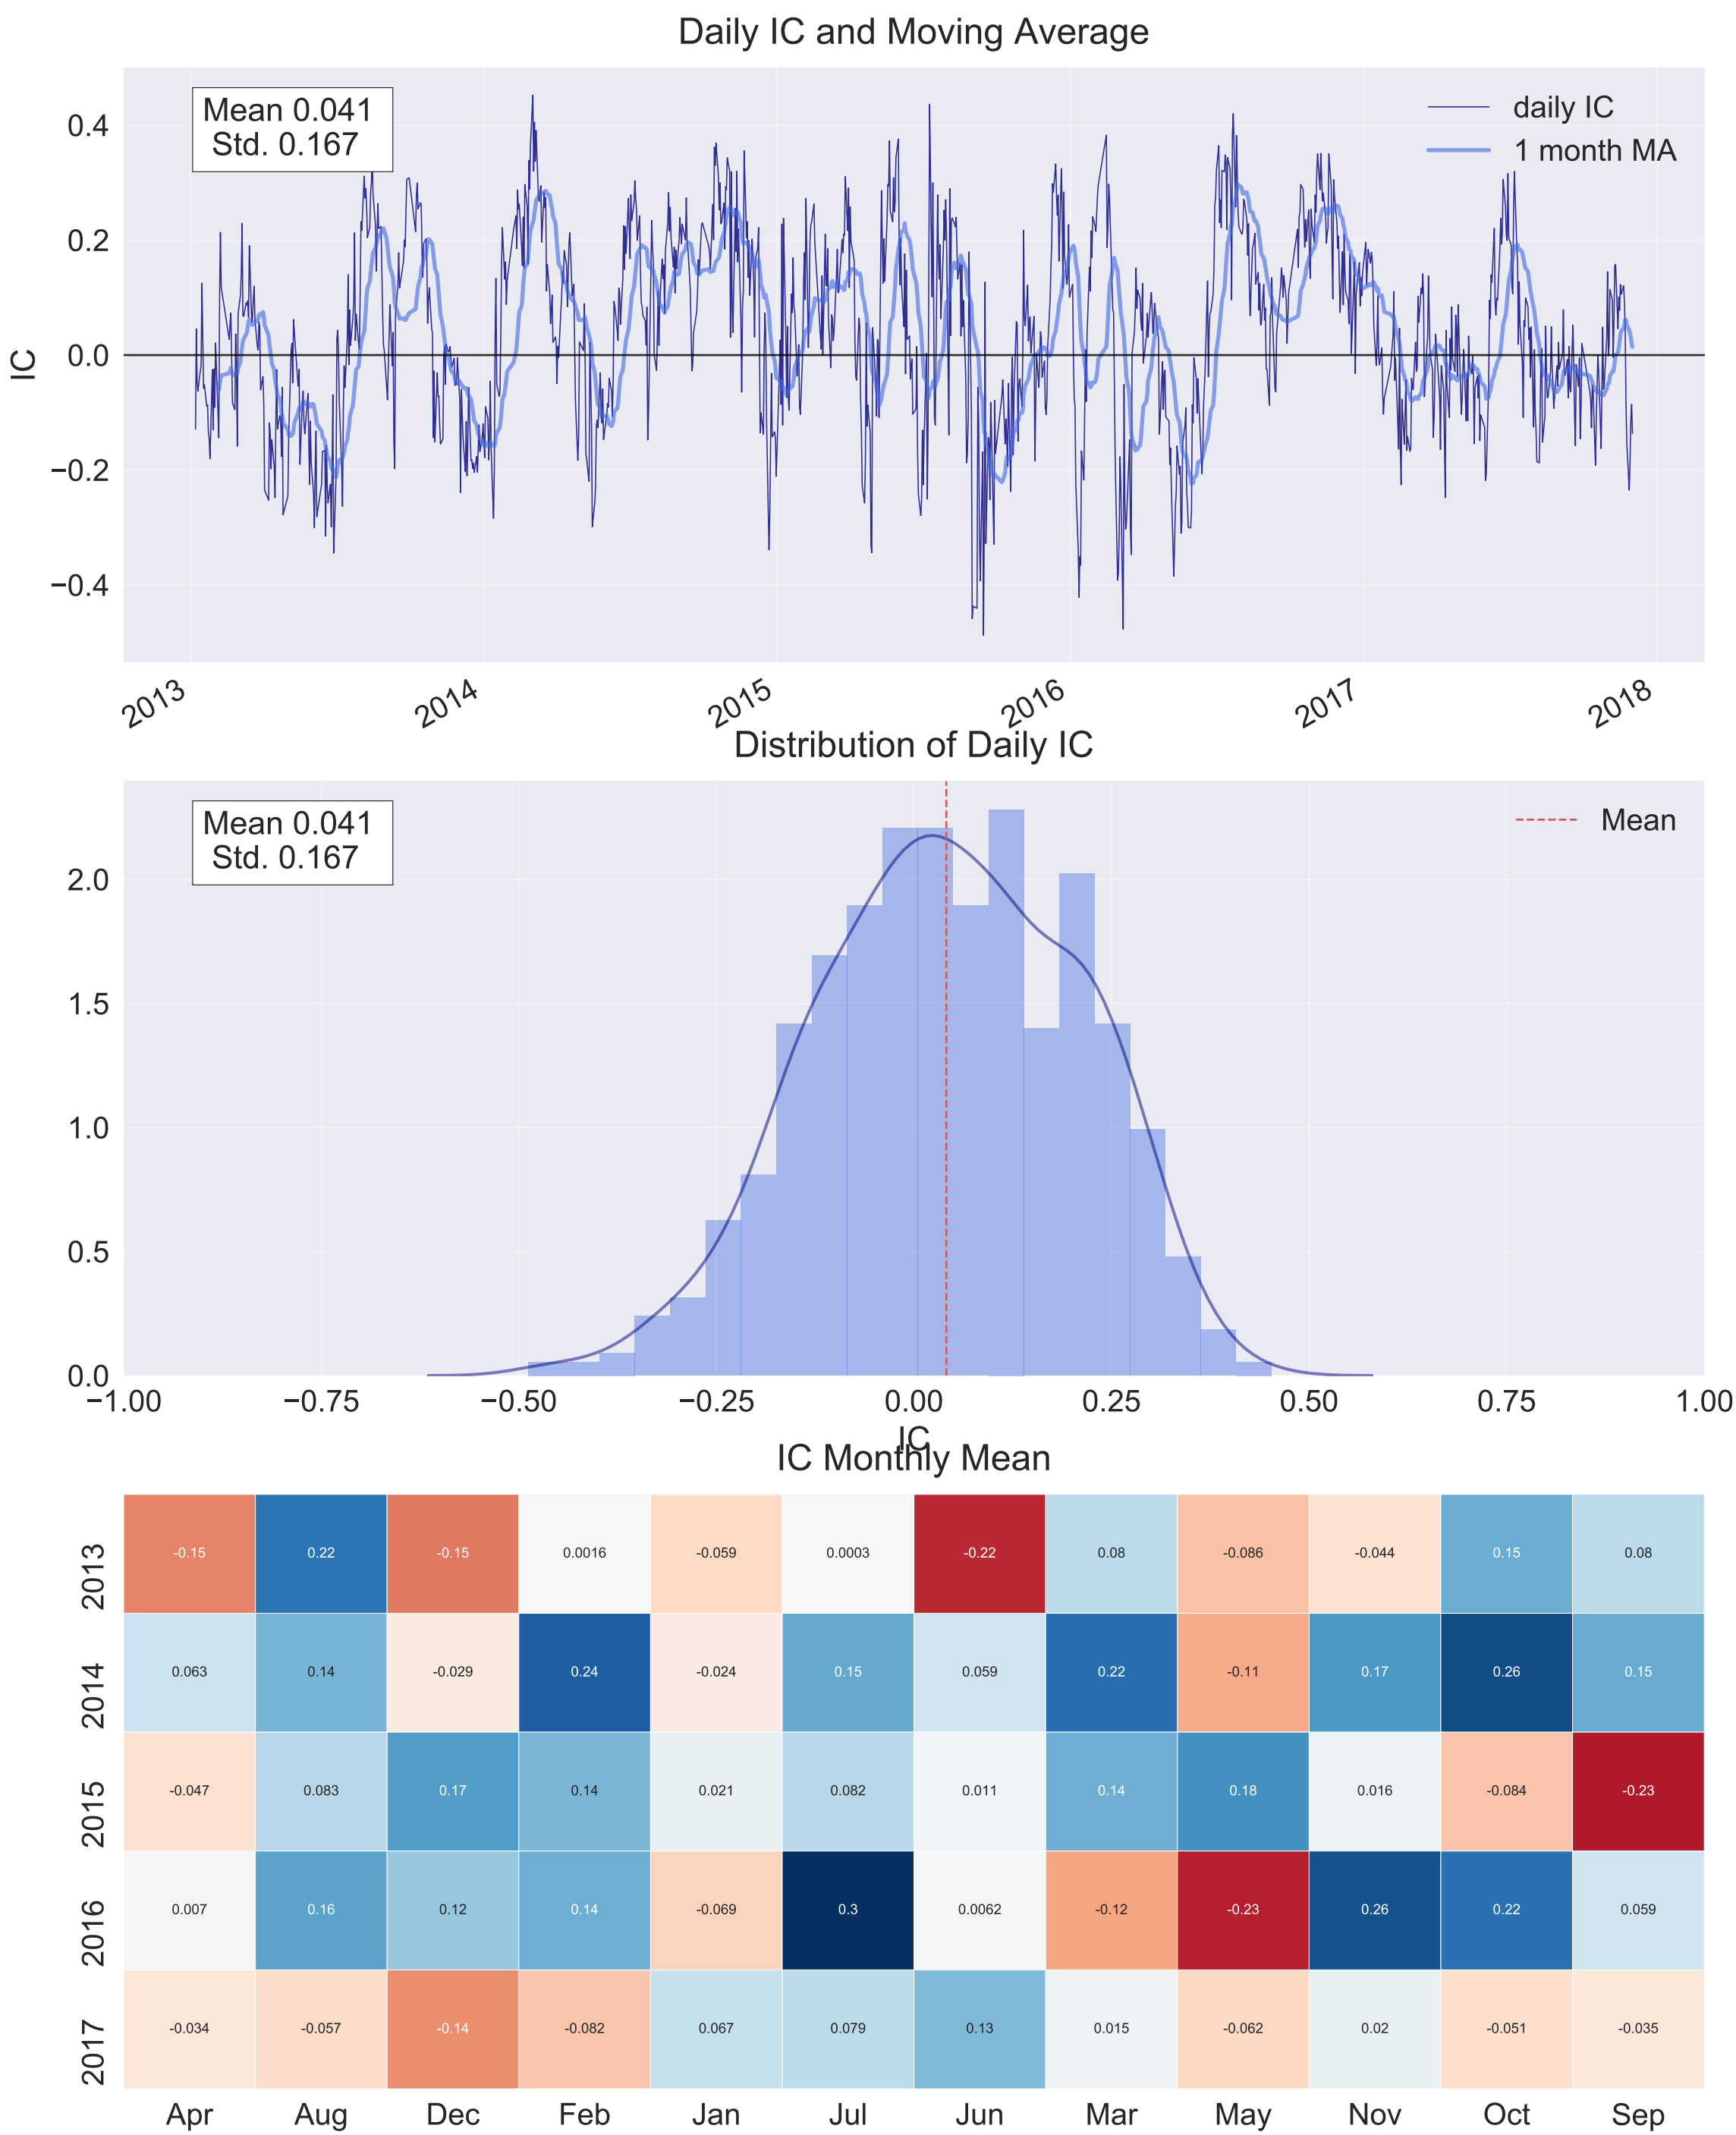 Daily IC and Moving Average
Mean 0.041
Std. 0.167
daily IC
1 month MA
IC
0.4
0.2
0.0
−0.2
−0.4
2013 2014 2015 2016 2017 2018
Distribution of Daily IC
Mean 0.041
Std. 0.167
Mean
2.0
1.5
1.0
0.5
0.0
−1.00 −0.75 −0.50 −0.25 0.00 0.25 0.50 0.75 1.00
IC
IC Monthly Mean
2013 -0.15 0.22 -0.15 0.0016 -0.059 0.0003 -0.22 0.08 -0.086 -0.044 0.15 0.08
2014 0.063 0.14 -0.029 0.24 -0.024 0.15 0.059 0.22 -0.11 0.17 0.26 0.15
2015 -0.047 0.083 0.17 0.14 0.021 0.082 0.011 0.14 0.18 0.016 -0.084 -0.23
2016 0.007 0.16 0.12 0.14 -0.069 0.3 0.0062 -0.12 -0.23 0.26 0.22 0.059
2017 -0.034 -0.057 -0.14 -0.082 0.067 0.079 0.13 0.015 -0.062 0.02 -0.051 -0.035
Apr Aug Dec Feb Jan Jul Jun Mar May Nov Oct Sep